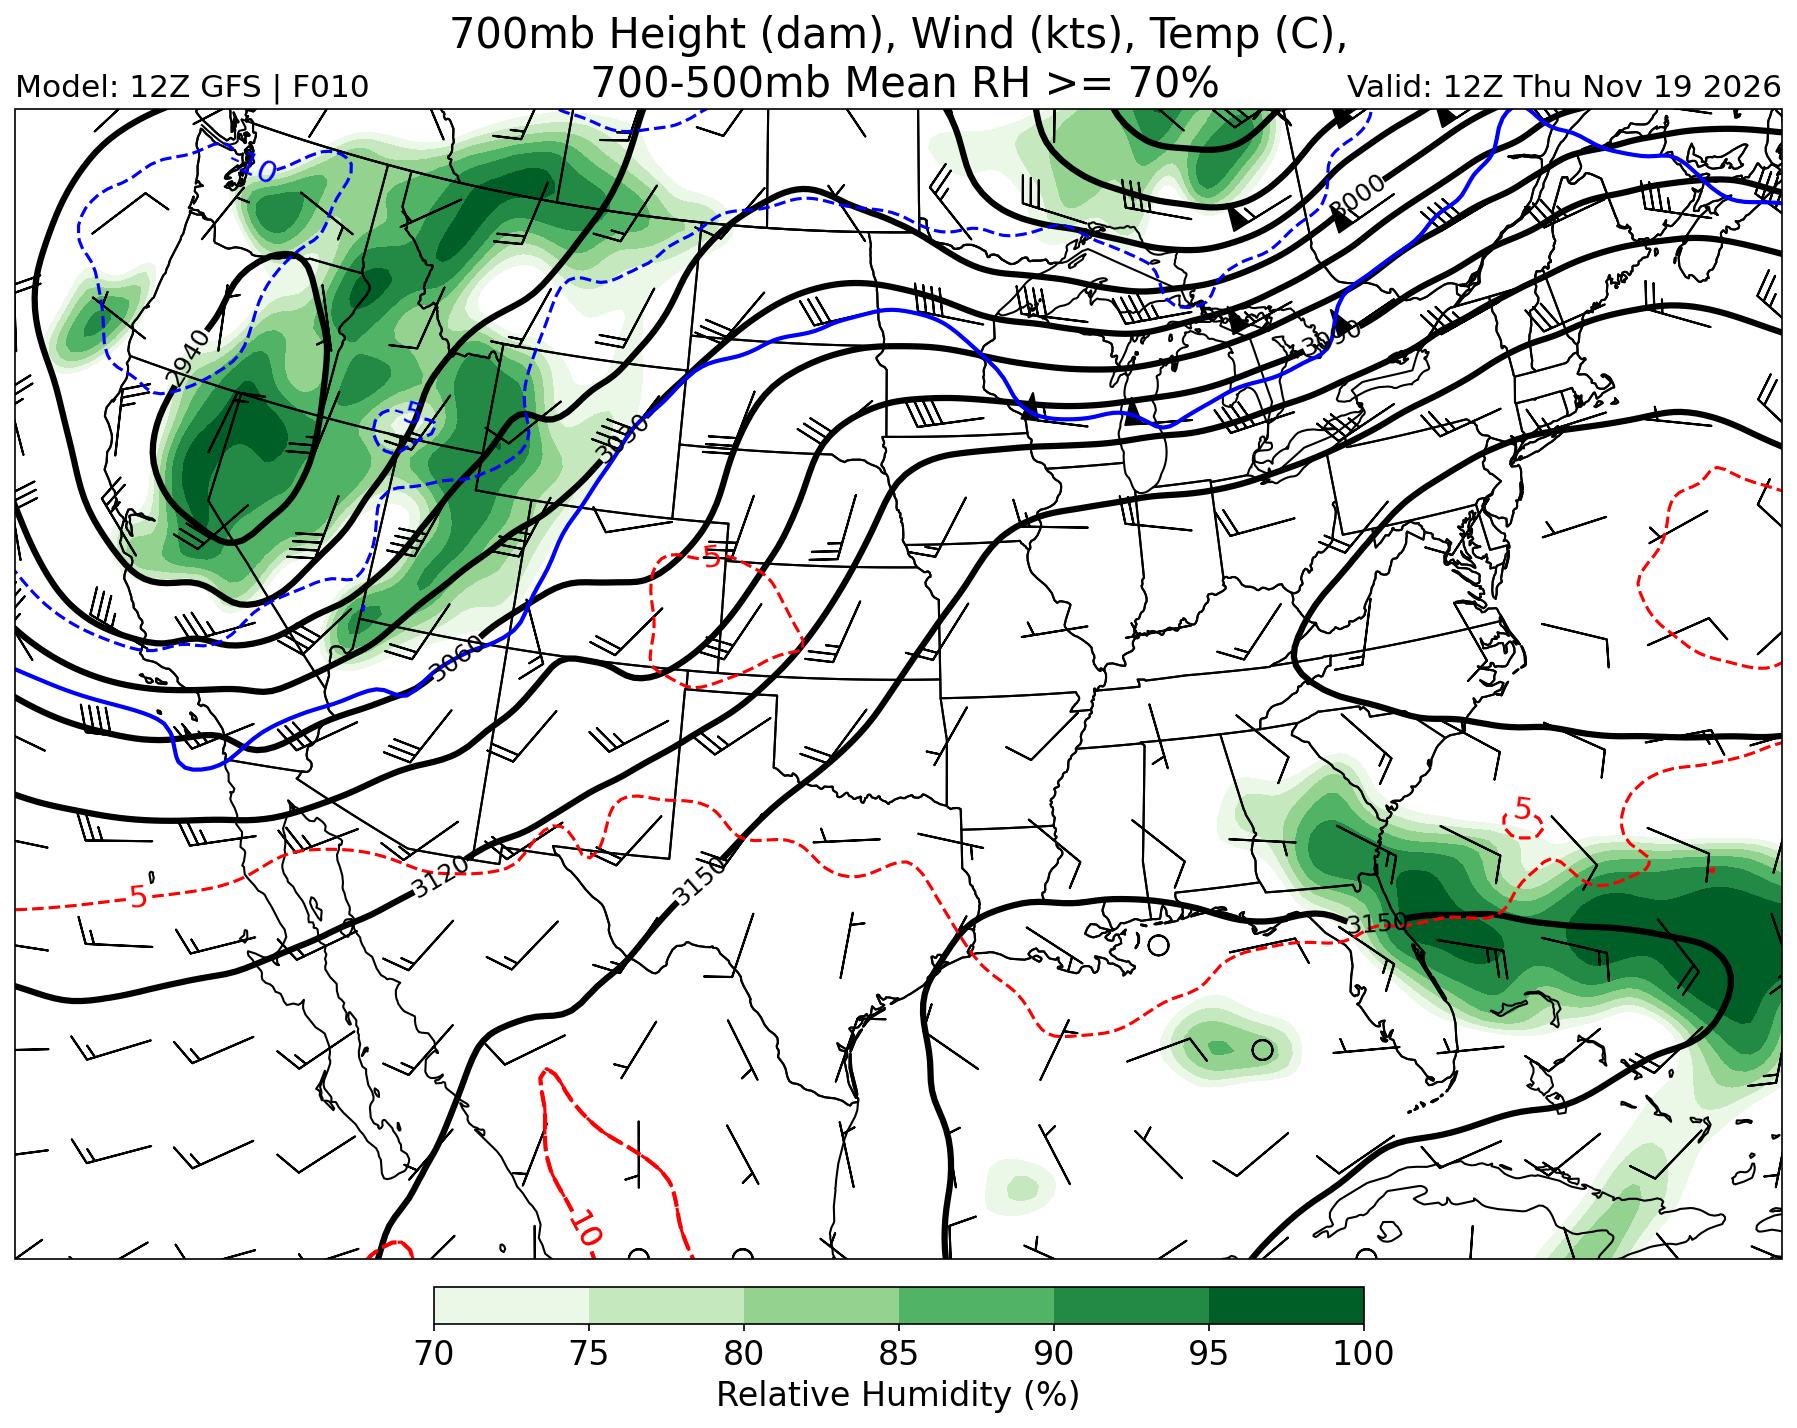 700mb Height (dam), Wind (kts), Temp (C),
Model: 12Z GFS | F010
700-500mb Mean RH >= 70%
Valid: 12Z Thu Nov 19 2026
10
3000
2940
3090
5
3030
5
3060
5
3120
5
3150
3150
10
70 75 80 85 90 95 100
Relative Humidity (%)